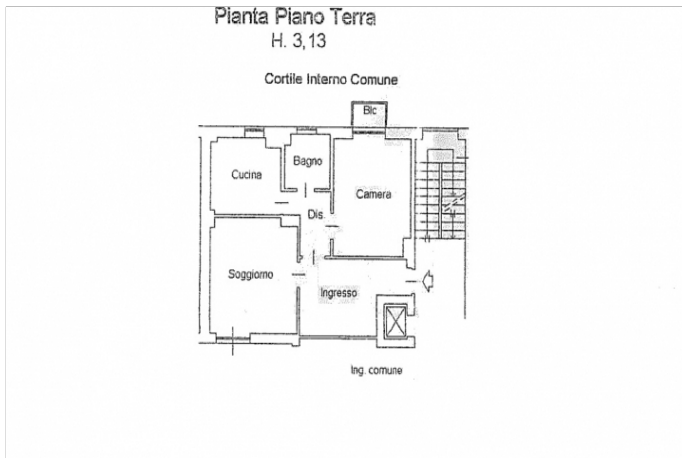 Pianta Piano Terra
H. 3,13
Cortile Interno Comune
Blc
Cucina
Bagno
Camera
Dis.
Soggiorno
Ingresso
Ing. comune